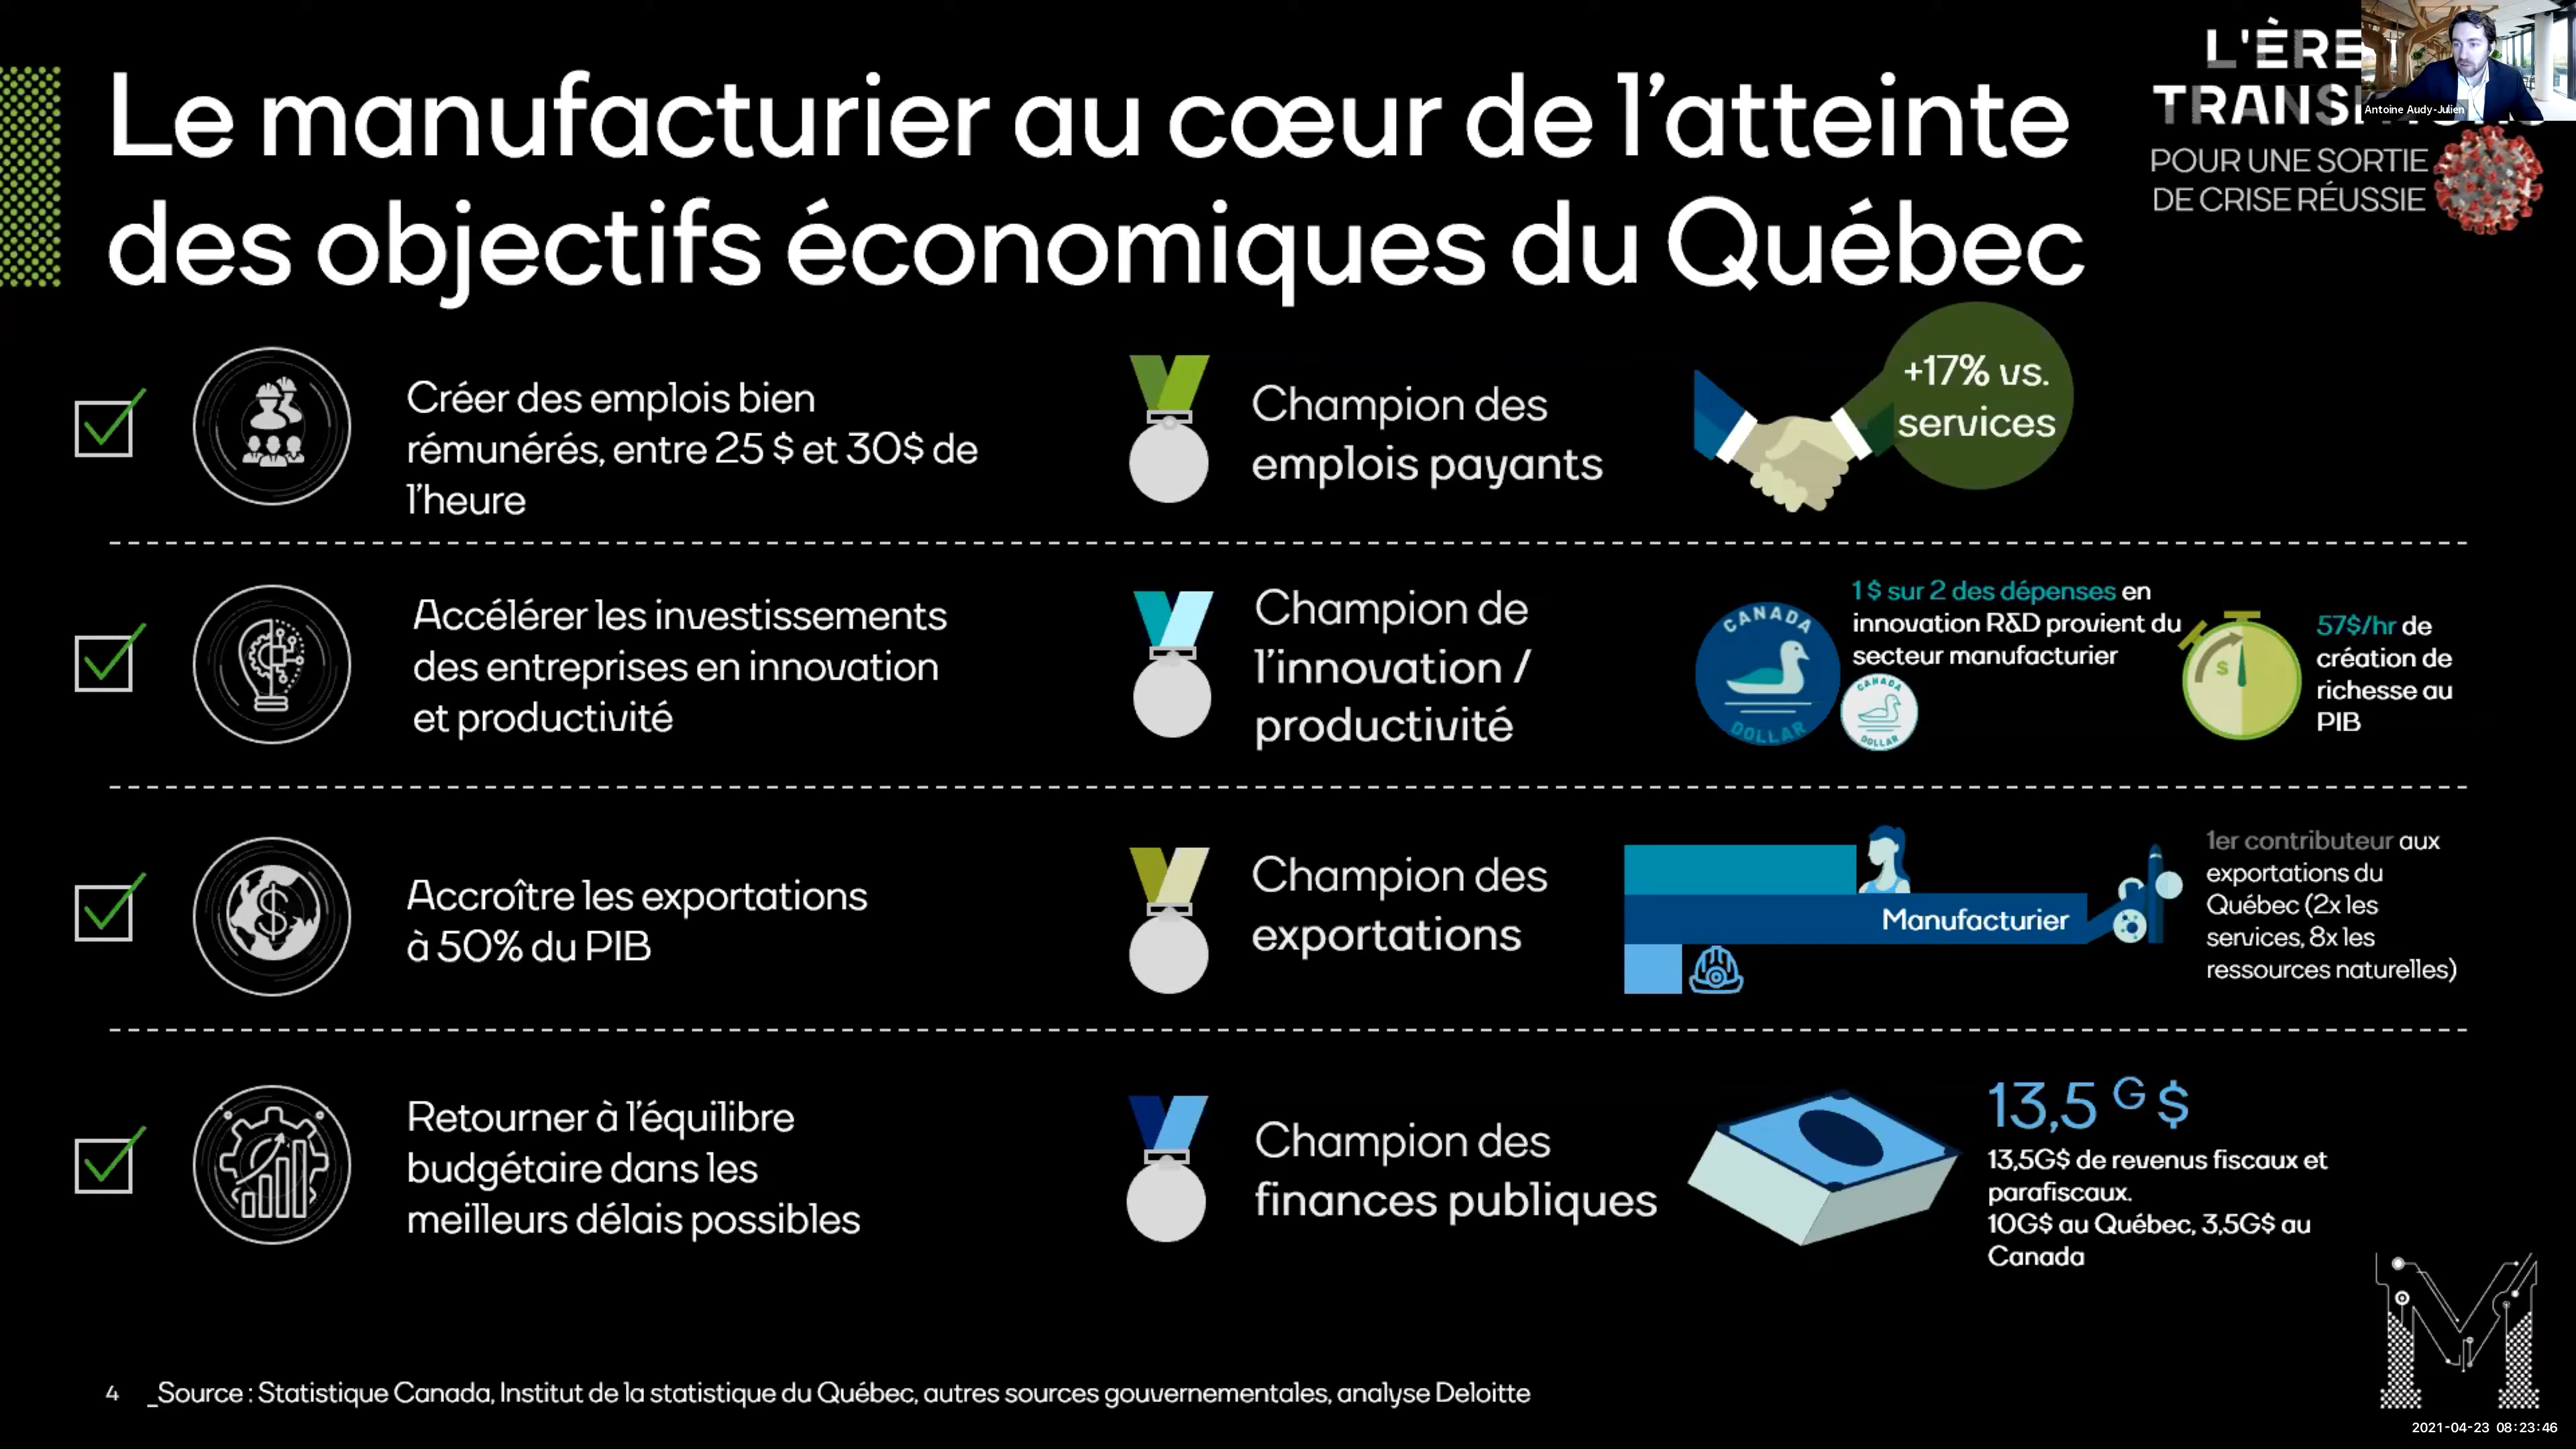 Le manufacturier au cœur de l'atteinte
des objectifs économiques du Québec
L'ÈRE
POUR UNE SORTIE
DE CRISE RÉUSSIE
Antoine Audy-Julien
Créer des emplois bien
rémunérés, entre 25 $ et 30$ de
l'heure
Champion des
emplois payants
+17% vs.
services
Accélérer les investissements
des entreprises en innovation
et productivité
Champion de
l'innovation /
productivité
CANADA
DOLLAR
CANADA
DOLLAR
1 $ sur 2 des dépenses en
innovation R&D provient du
secteur manufacturier
$
57$/hr de
création de
richesse au
PIB
$
Accroître les exportations
à 50% du PIB
Champion des
exportations
Manufacturier
1er contributeur aux
exportations du
Québec (2x les
services, 8x les
ressources naturelles)
Retourner à l'équilibre
budgétaire dans les
meilleurs délais possibles
Champion des
finances publiques
13,5 G $
13,5G$ de revenus fiscaux et
parafiscaux.
10G$ au Québec, 3,5G$ au
Canada
M
4 _Source : Statistique Canada, Institut de la statistique du Québec, autres sources gouvernementales, analyse Deloitte
2021-04-23 08:23:46